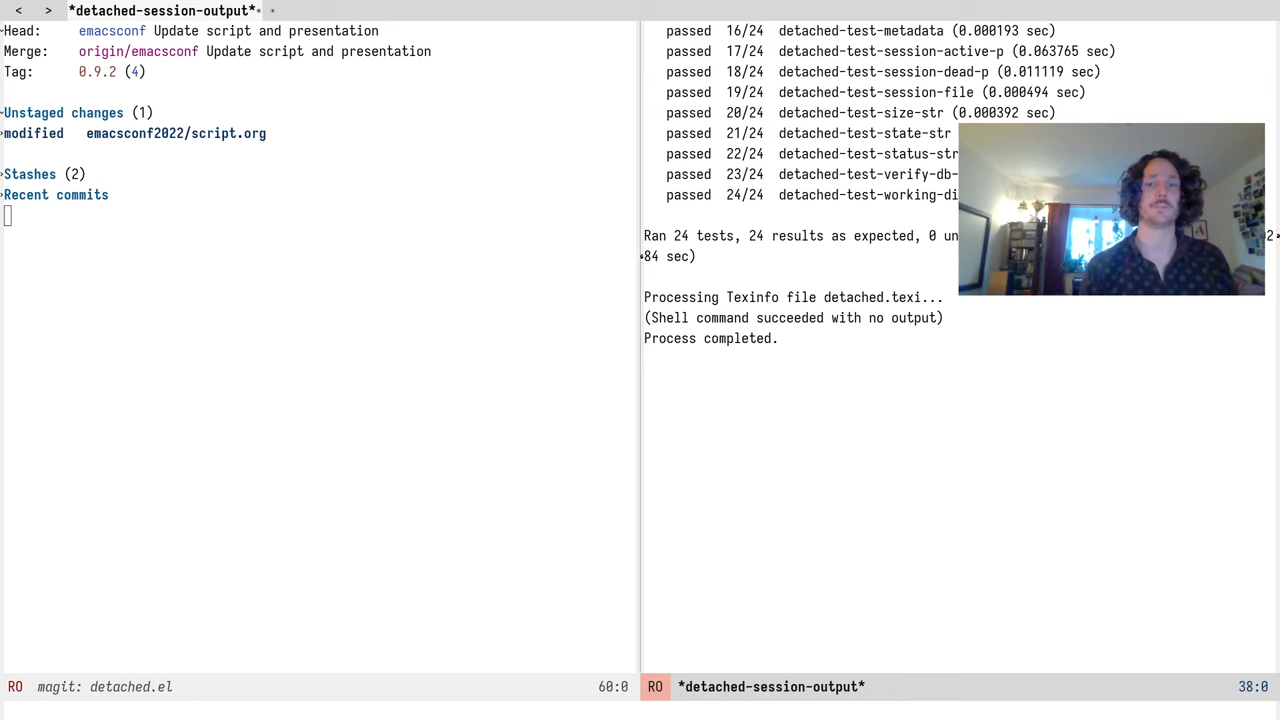 < > *detached-session-output*
Head: emacsconf Update script and presentation
Merge: origin/emacsconf Update script and presentation
Tag: 0.9.2 (4)
Unstaged changes (1)
modified emacsconf2022/script.org
Stashes (2)
Recent commits
RO magit: detached.el 60:0
passed 16/24 detached-test-metadata (0.000193 sec)
passed 17/24 detached-test-session-active-p (0.063765 sec)
passed 18/24 detached-test-session-dead-p (0.011119 sec)
passed 19/24 detached-test-session-file (0.000494 sec)
passed 20/24 detached-test-size-str (0.000392 sec)
passed 21/24 detached-test-state-str
passed 22/24 detached-test-status-str
passed 23/24 detached-test-verify-db-
passed 24/24 detached-test-working-di
Ran 24 tests, 24 results as expected, 0 un 2
84 sec)
Processing Texinfo file detached.texi...
(Shell command succeeded with no output)
Process completed.
RO *detached-session-output* 38:0